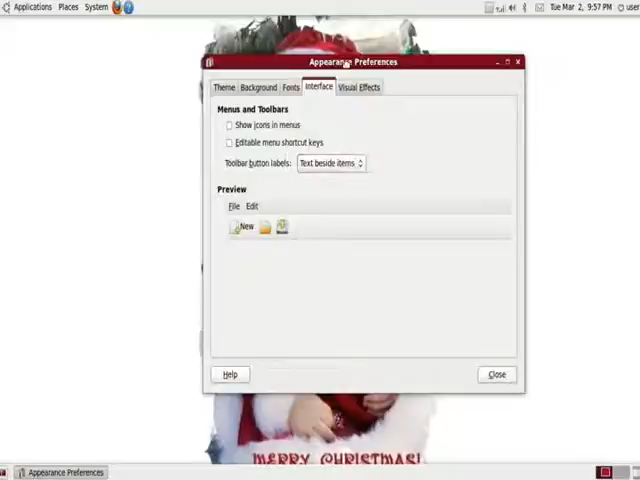 Applications Places System Tue Mar 2, 9:57 PM user
Appearance Preferences
Theme Background Fonts Interface Visual Effects
Menus and Toolbars
Show icons in menus
Editable menu shortcut keys
Toolbar button labels: Text beside items
Preview
File Edit
New
Help Close
MERRY CHRISTMAS!
Appearance Preferences